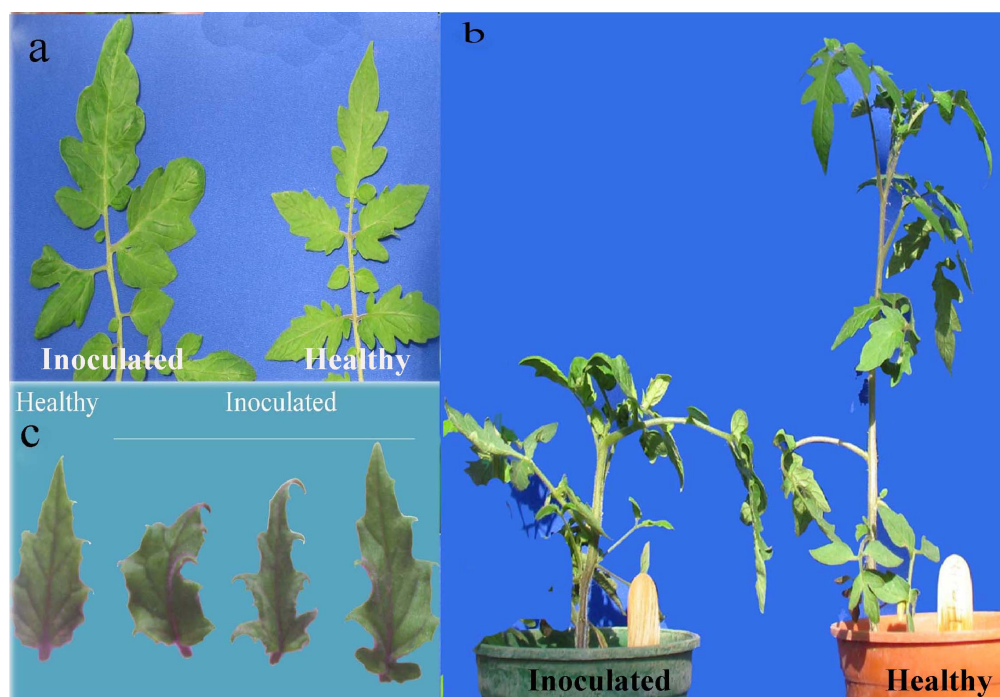 a
Inoculated
Healthy
b
Inoculated
Healthy
Healthy
Inoculated
c